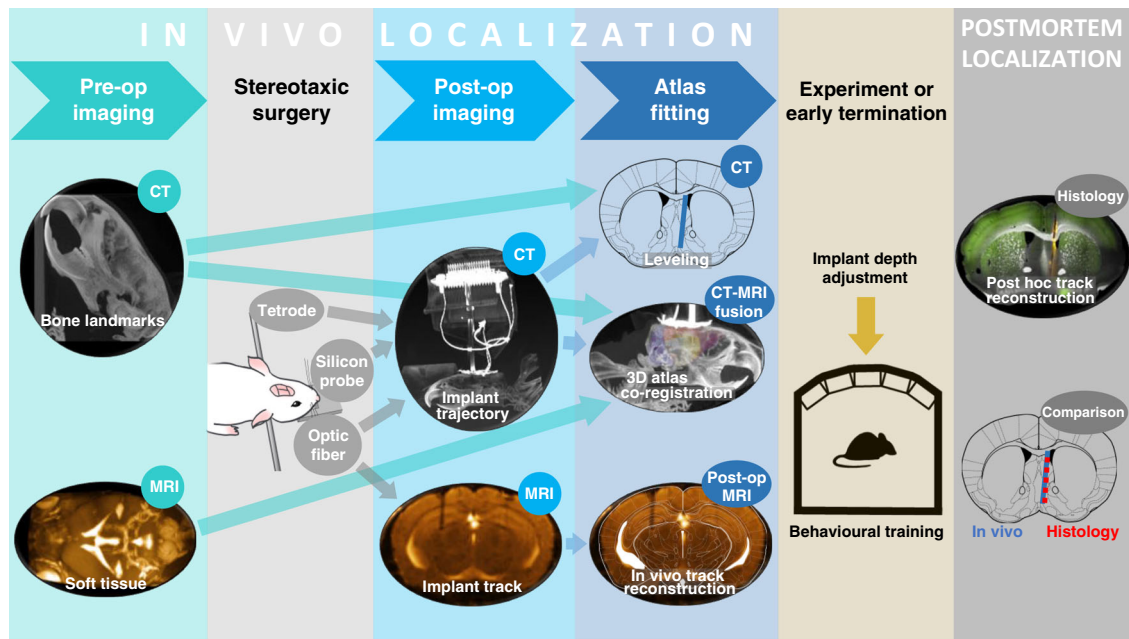 IN VIVO LOCALIZATION
POSTMORTEM
LOCALIZATION
Pre-op
imaging
Stereotaxic
surgery
Post-op
imaging
Atlas
fitting
Experiment or
early termination
CT
Bone landmarks
MRI
Soft tissue
Tetrode
Silicon
probe
Optic
fiber
CT
Implant
trajectory
MRI
Implant track
CT
Leveling
CT-MRI
fusion
3D atlas
co-registration
Post-op
MRI
In vivo track
reconstruction
Implant depth
adjustment
Behavioural training
Histology
Post hoc track
reconstruction
Comparison
In vivo
Histology